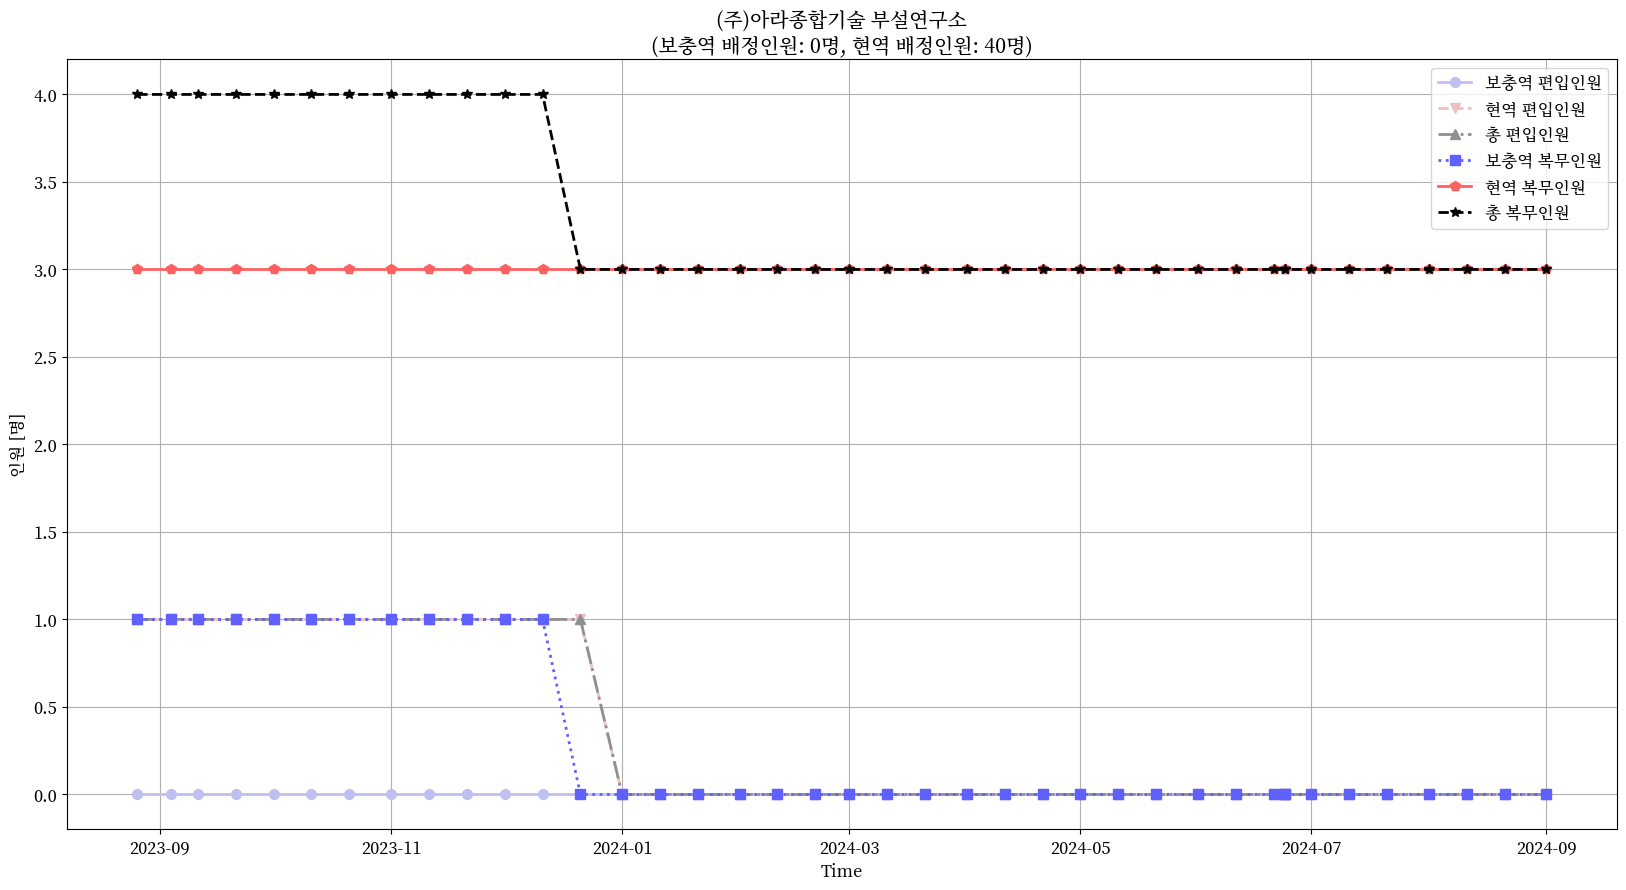 (주)아라종합기술 부설연구소
(보충역 배정인원: 0명, 현역 배정인원: 40명)
보충역 편입인원
현역 편입인원
총 편입인원
보충역 복무인원
현역 복무인원
총 복무인원
인원 [명]
4.0
3.5
3.0
2.5
2.0
1.5
1.0
0.5
0.0
2023-09
2023-11
2024-01
2024-03
2024-05
2024-07
2024-09
Time